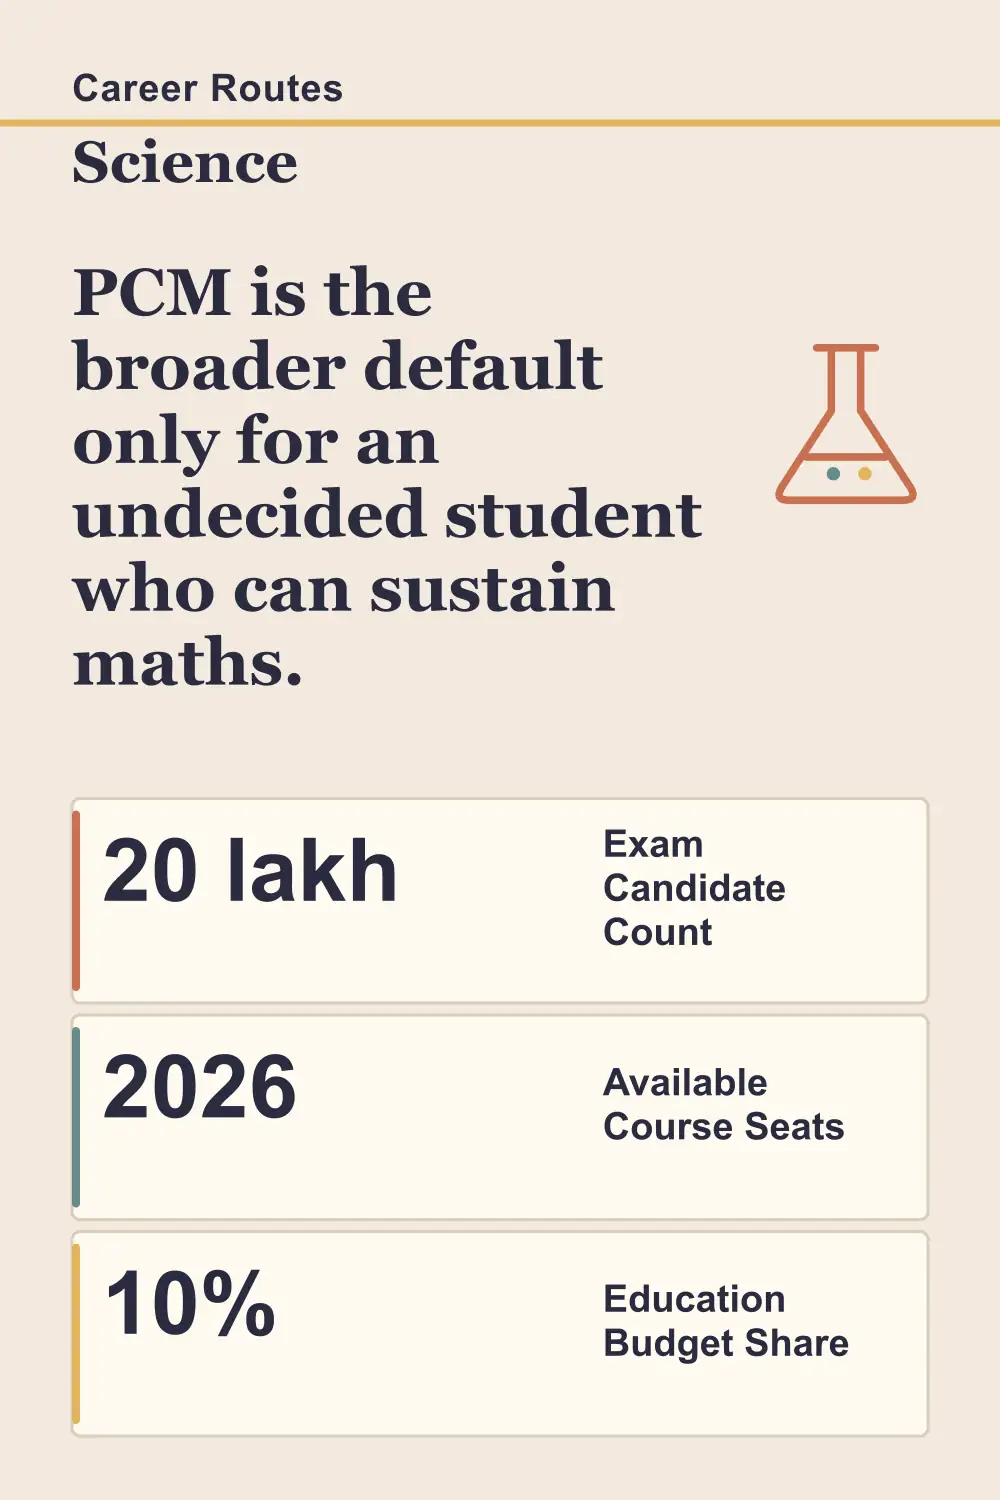 Career Routes
Science
PCM is the
broader default
only for an
undecided student
who can sustain
maths.
20 lakh
Exam
Candidate
Count
2026
Available
Course Seats
10%
Education
Budget Share